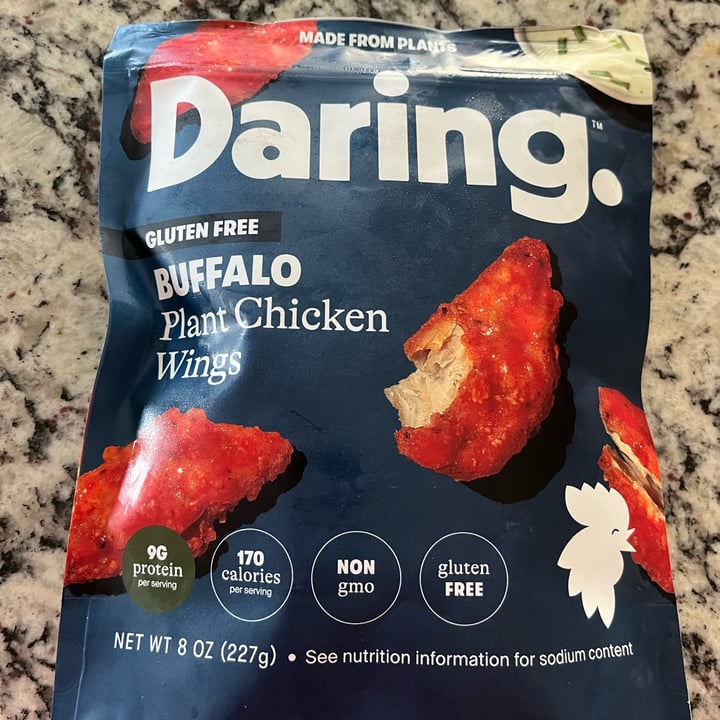 MADE FROM PLANTS
Daring.™
GLUTEN FREE
BUFFALO
Plant Chicken
Wings
9G
protein
per serving
170
calories
per serving
NON
gmo
gluten
FREE
NET WT 8 OZ (227g) • See nutrition information for sodium content